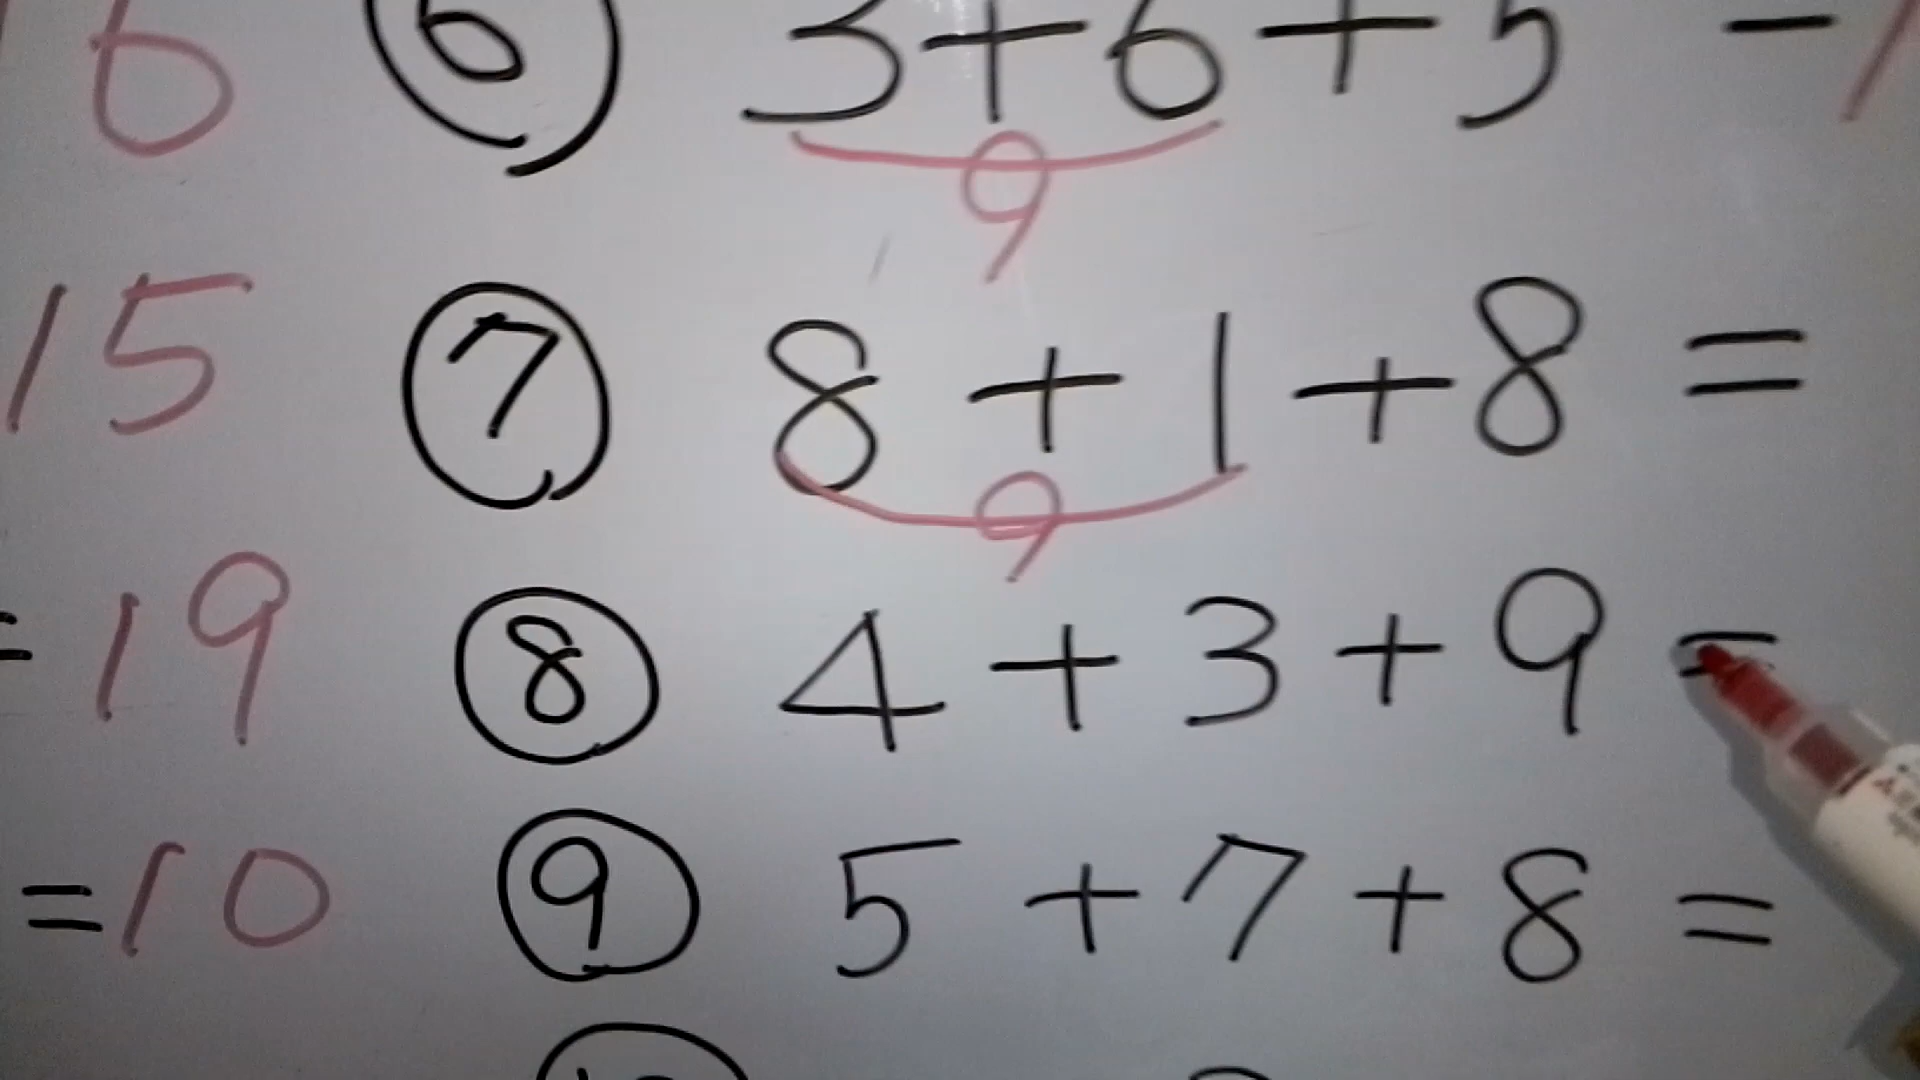 6 ⑥ 3+6+5 = 1
9
15 ⑦ 8+1+8=
9
=19 ⑧ 4+3+9=
=10 ⑨ 5+7+8=